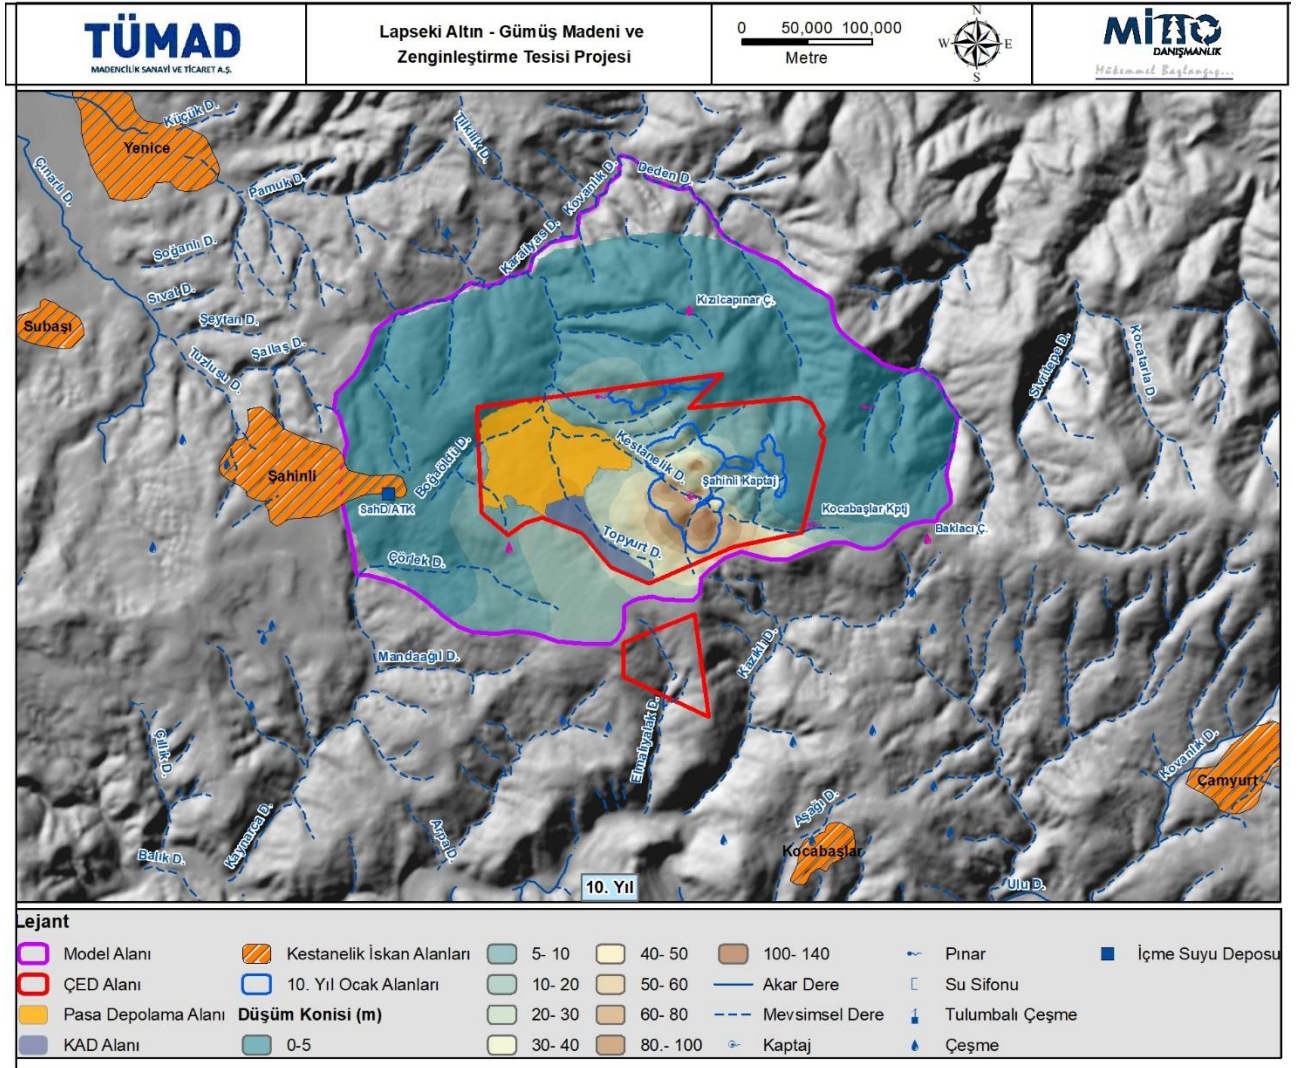 TÜMAD
MADENCİLİK SANAYİ VE TİCARET A.Ş.
Lapseki Altın - Gümüş Madeni ve
Zenginleştirme Tesisi Projesi
0 50,000 100,000
Metre
N
W E
S
MİTTO
DANIŞMANLIK
Mükemmel Başlangıç...
Küçük D.
Yenice
Çınarlı D.
Pamuk D.
Tilkilik D.
Kovanlık D.
Deden D.
Soğanlı D.
Karailyas D.
Sıvat D.
Kızılcapınar Ç.
Subaşı
Şeytan D.
Şallaş D.
Tuzlusu D.
Sivritepe D.
Kocatarla D.
Kestanelik D.
Boğaöldü D.
Şahinli
Şahinli Kaptaj
SahD/ATK
Kocabaşlar Kptj
Baklacı Ç.
Topyurt D.
Çörlek D.
Mandaağıl D.
Kazıklı D.
Elmalıyalak D.
Çıllık D.
Kovanlık D.
Çamyurt
Kaynarca D.
Arpa D.
Aşağı D.
Balık D.
Kocabaşlar
Ulu D.
10. Yıl
Lejant
Model Alanı
Kestanelik İskan Alanları
5- 10
40- 50
100- 140
Pınar
İçme Suyu Deposu
ÇED Alanı
10. Yıl Ocak Alanları
10- 20
50- 60
Akar Dere
Su Sifonu
Pasa Depolama Alanı
Düşüm Konisi (m)
20- 30
60- 80
Mevsimsel Dere
Tulumbalı Çeşme
KAD Alanı
0-5
30- 40
80.- 100
Kaptaj
Çeşme